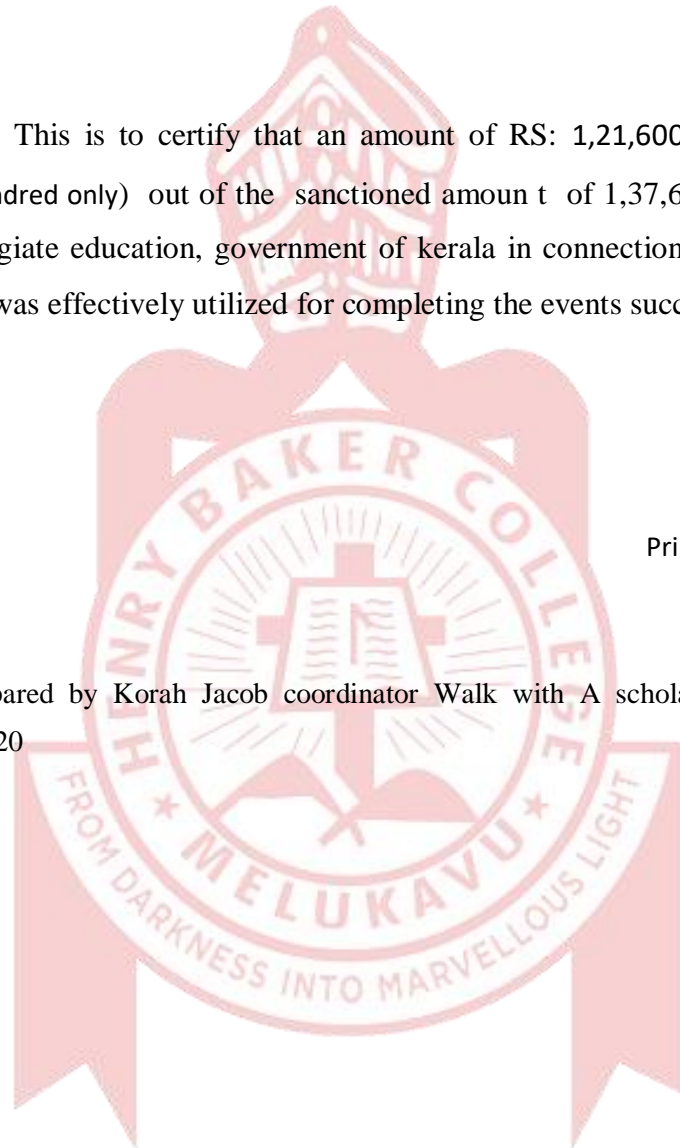 This is to certify that an amount of RS: 1,21,600
ndred only) out of the sanctioned amoun t of 1,37,6
giate education, government of kerala in connection
was effectively utilized for completing the events succ
Pri
pared by Korah Jacob coordinator Walk with A schola
20
HENRY BAKER COLLEGE
MELUKAVU
FROM DARKNESS INTO MARVELLOUS LIGHT